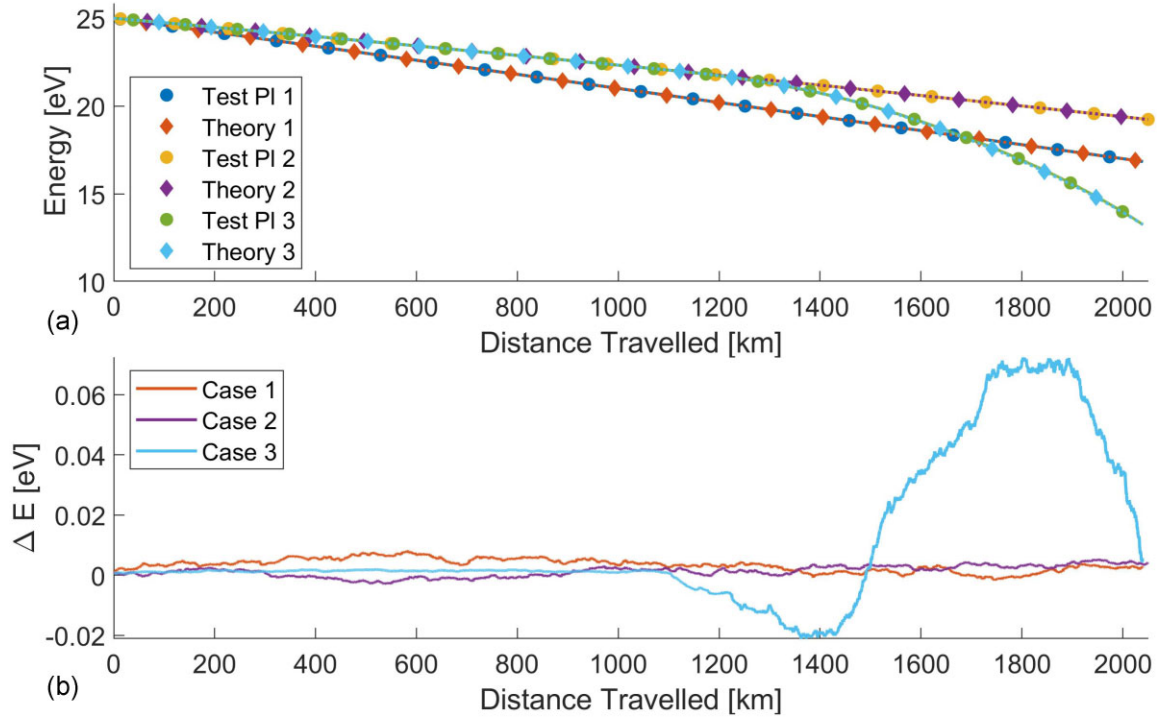 25
20
15
10
Energy [eV]
Test Pl 1
Theory 1
Test Pl 2
Theory 2
Test Pl 3
Theory 3
0 200 400 600 800 1000 1200 1400 1600 1800 2000
(a)
Distance Travelled [km]
0.06
0.04
0.02
0
-0.02
Δ E [eV]
Case 1
Case 2
Case 3
0 200 400 600 800 1000 1200 1400 1600 1800 2000
(b)
Distance Travelled [km]